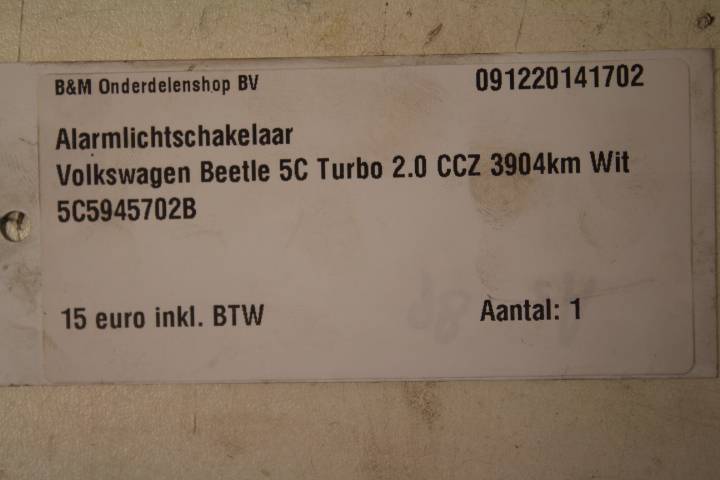 B&M Onderdelenshop BV 091220141702
Alarmlichtschakelaar
Volkswagen Beetle 5C Turbo 2.0 CCZ 3904km Wit
5C5945702B
15 euro inkl. BTW Aantal: 1